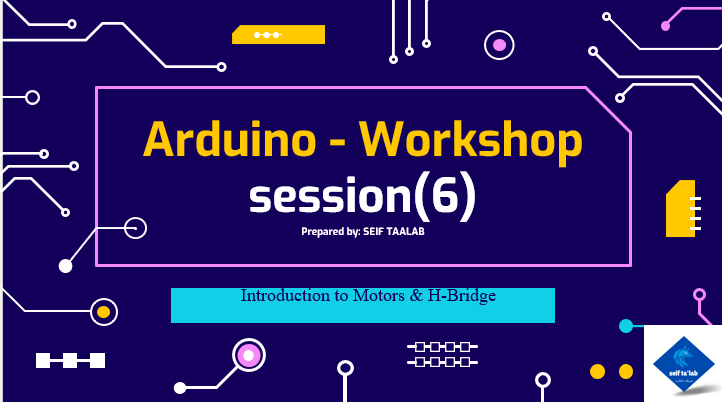 Arduino - Workshop
session(6)
Prepared by: SEIF TAALAB
Introduction to Motors & H-Bridge
seif ta'lab